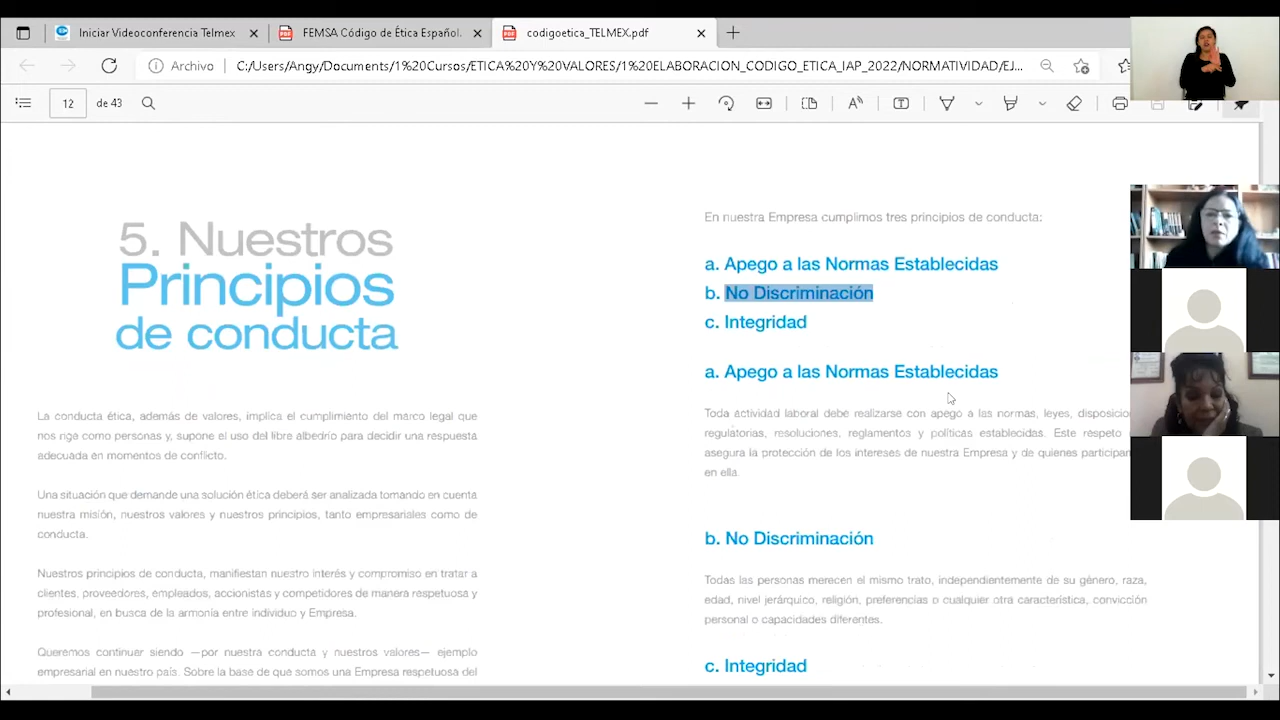 Iniciar Videoconferencia Telmex
FEMSA Código de Ética Español.
codigoetica_TELMEX.pdf
Archivo
C:/Users/Angy/Documents/1%20Cursos/ETICA%20Y%20VALORES/1%20ELABORACION_CODIGO_ETICA_IAP_2022/NORMATIVIDAD/EJ...
12 de 43
5. Nuestros
Principios
de conducta
La conducta ética, además de valores, implica el cumplimiento del marco legal que
nos rige como personas y, supone el uso del libre albedrío para decidir una respuesta
adecuada en momentos de conflicto.
Una situación que demande una solución ética deberá ser analizada tomando en cuenta
nuestra misión, nuestros valores y nuestros principios, tanto empresariales como de
conducta.
Nuestros principios de conducta, manifiestan nuestro interés y compromiso en tratar a
clientes, proveedores, empleados, accionistas y competidores de manera respetuosa y
profesional, en busca de la armonía entre individuo y Empresa.
Queremos continuar siendo —por nuestra conducta y nuestros valores— ejemplo
empresarial en nuestro país. Sobre la base de que somos una Empresa respetuosa del
En nuestra Empresa cumplimos tres principios de conducta:
a. Apego a las Normas Establecidas
b. No Discriminación
c. Integridad
a. Apego a las Normas Establecidas
Toda actividad laboral debe realizarse con apego a las normas, leyes, disposicio
regulatorias, resoluciones, reglamentos y políticas establecidas. Este respeto
asegura la protección de los intereses de nuestra Empresa y de quienes participan
en ella.
b. No Discriminación
Todas las personas merecen el mismo trato, independientemente de su género, raza,
edad, nivel jerárquico, religión, preferencias o cualquier otra característica, convicción
personal o capacidades diferentes.
c. Integridad